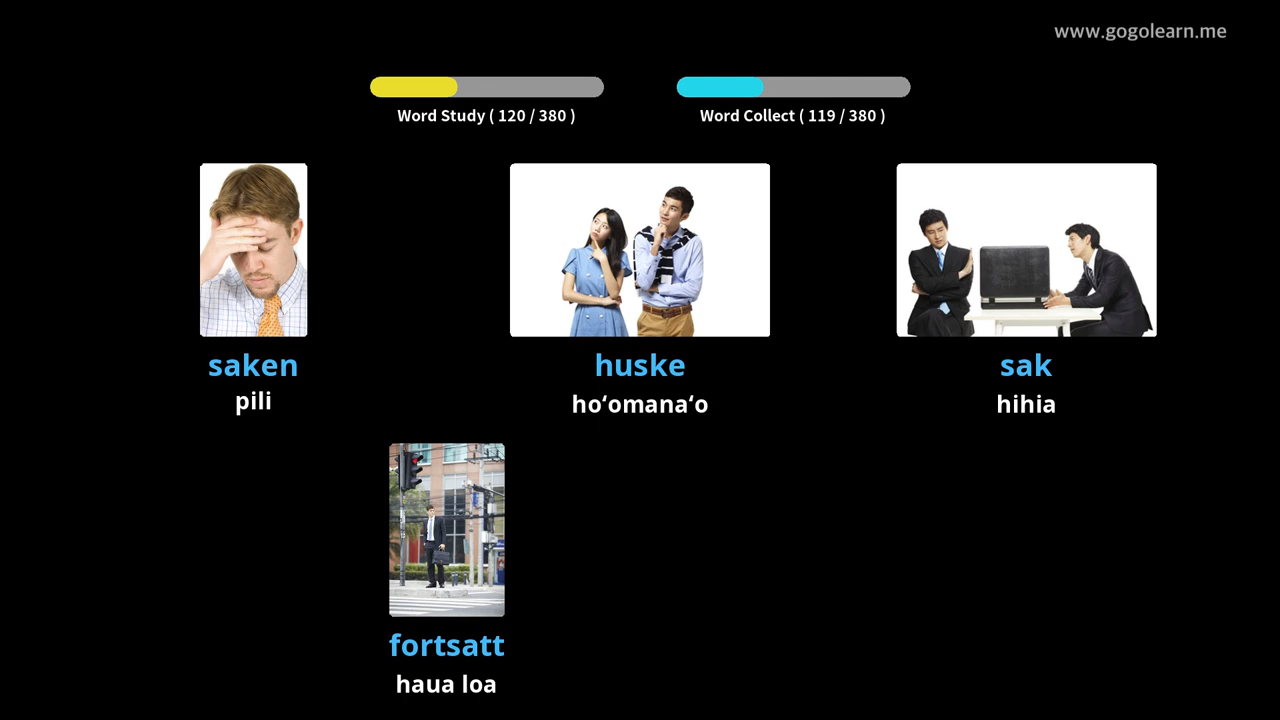 www.gogolearn.me
Word Study ( 120 / 380 )
Word Collect ( 119 / 380 )
saken
pili
huske
hoʻomanaʻo
sak
hihia
fortsatt
haua loa